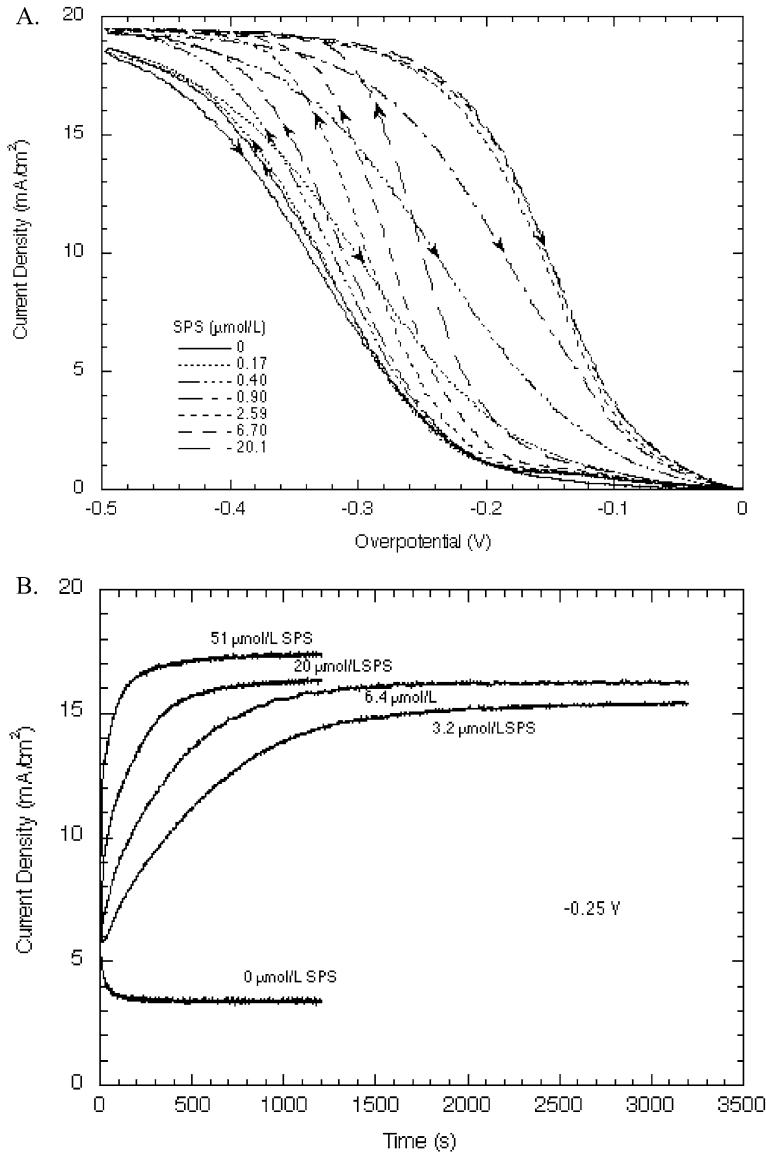 A.
20
15
10
5
0
Current Density (mA/cm²)
SPS (μmol/L)
0
0.17
0.40
0.90
2.59
6.70
20.1
-0.5
-0.4
-0.3
-0.2
-0.1
0
Overpotential (V)
B.
20
15
10
5
0
Current Density (mA/cm²)
51 μmol/L SPS
20 μmol/LSPS
6.4 μmol/L
3.2 μmol/LSPS
-0.25 V
0 μmol/L SPS
0
500
1000
1500
2000
2500
3000
3500
Time (s)